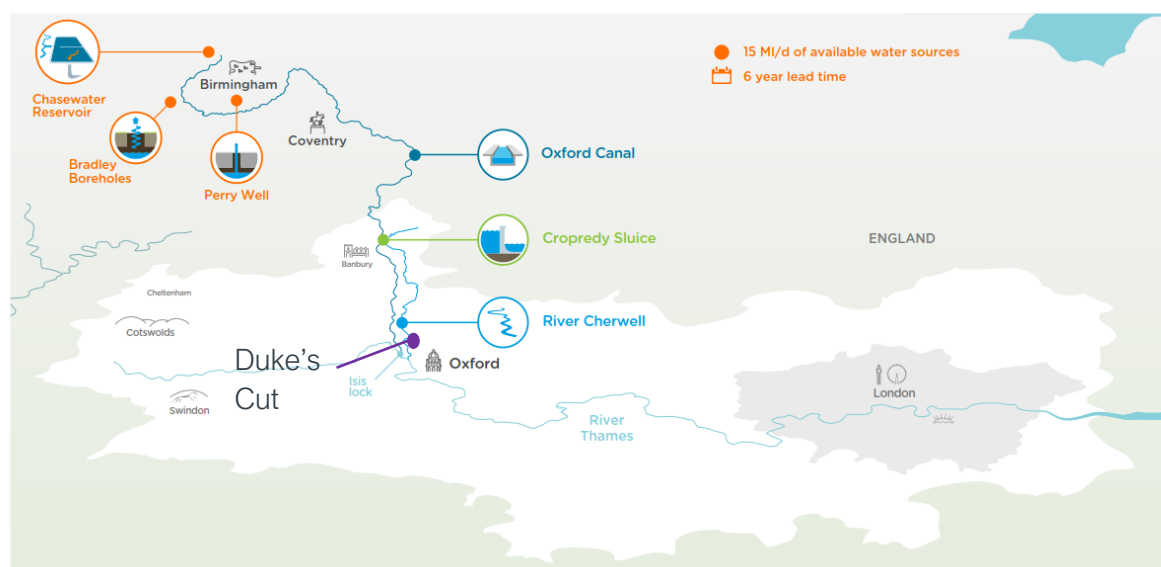 15 Ml/d of available water sources
6 year lead time
Birmingham
Chasewater
Reservoir
Coventry
Bradley
Boreholes
Perry Well
Oxford Canal
Cropredy Sluice
ENGLAND
Banbury
Cheltenham
River Cherwell
Cotswolds
Duke's
Cut
Oxford
Isis
lock
Swindon
London
River
Thames